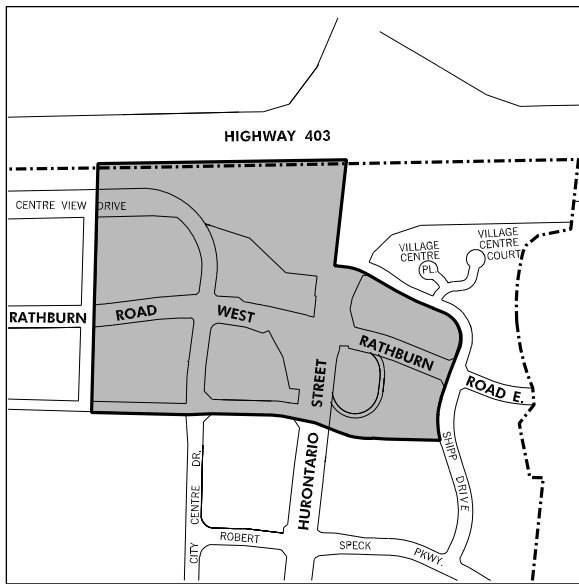 HIGHWAY 403
CENTRE VIEW DRIVE
VILLAGE
CENTRE
PL.
VILLAGE
CENTRE
COURT
RATHBURN ROAD WEST
RATHBURN
ROAD E.
HURONTARIO STREET
SHIPP DRIVE
CITY CENTRE DR.
ROBERT SPECK PKWY.